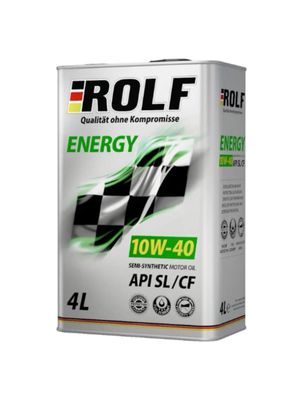 ROLF
Qualität ohne Kompromisse
ENERGY
10W-40
SEMI-SYNTHETIC MOTOR OIL
API SL/CF
4L
ENERGY
10W-40
API SL/CF
4L